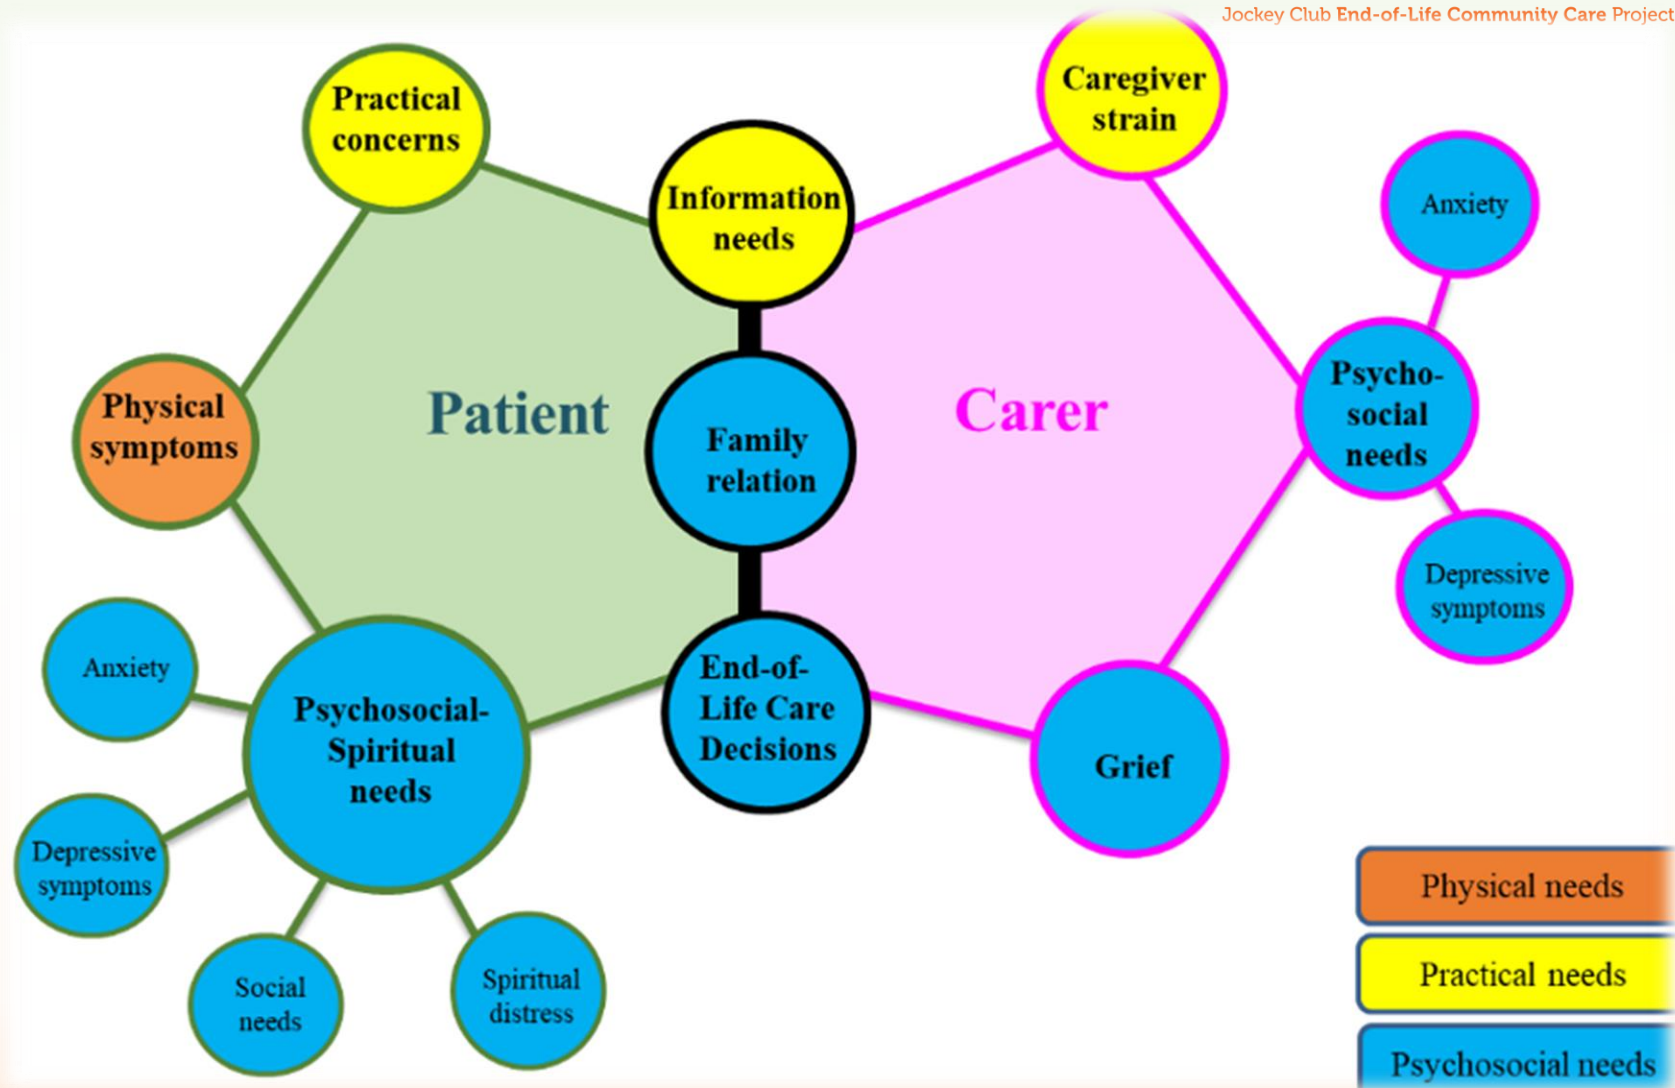 Jockey Club End-of-Life Community Care Project
Practical
concerns
Caregiver
strain
Information
needs
Anxiety
Physical
symptoms
Patient
Family
relation
Carer
Psycho-
social
needs
Depressive
symptoms
Anxiety
Psychosocial-
Spiritual
needs
End-of-
Life Care
Decisions
Grief
Depressive
symptoms
Social
needs
Spiritual
distress
Physical needs
Practical needs
Psychosocial needs